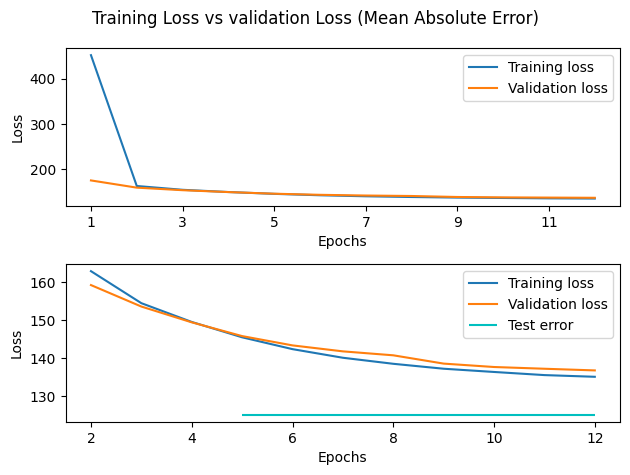 Training Loss vs validation Loss (Mean Absolute Error)
400
300
200
Loss
Training loss
Validation loss
1 3 5 7 9 11
Epochs
160
150
140
130
Loss
Training loss
Validation loss
Test error
2 4 6 8 10 12
Epochs